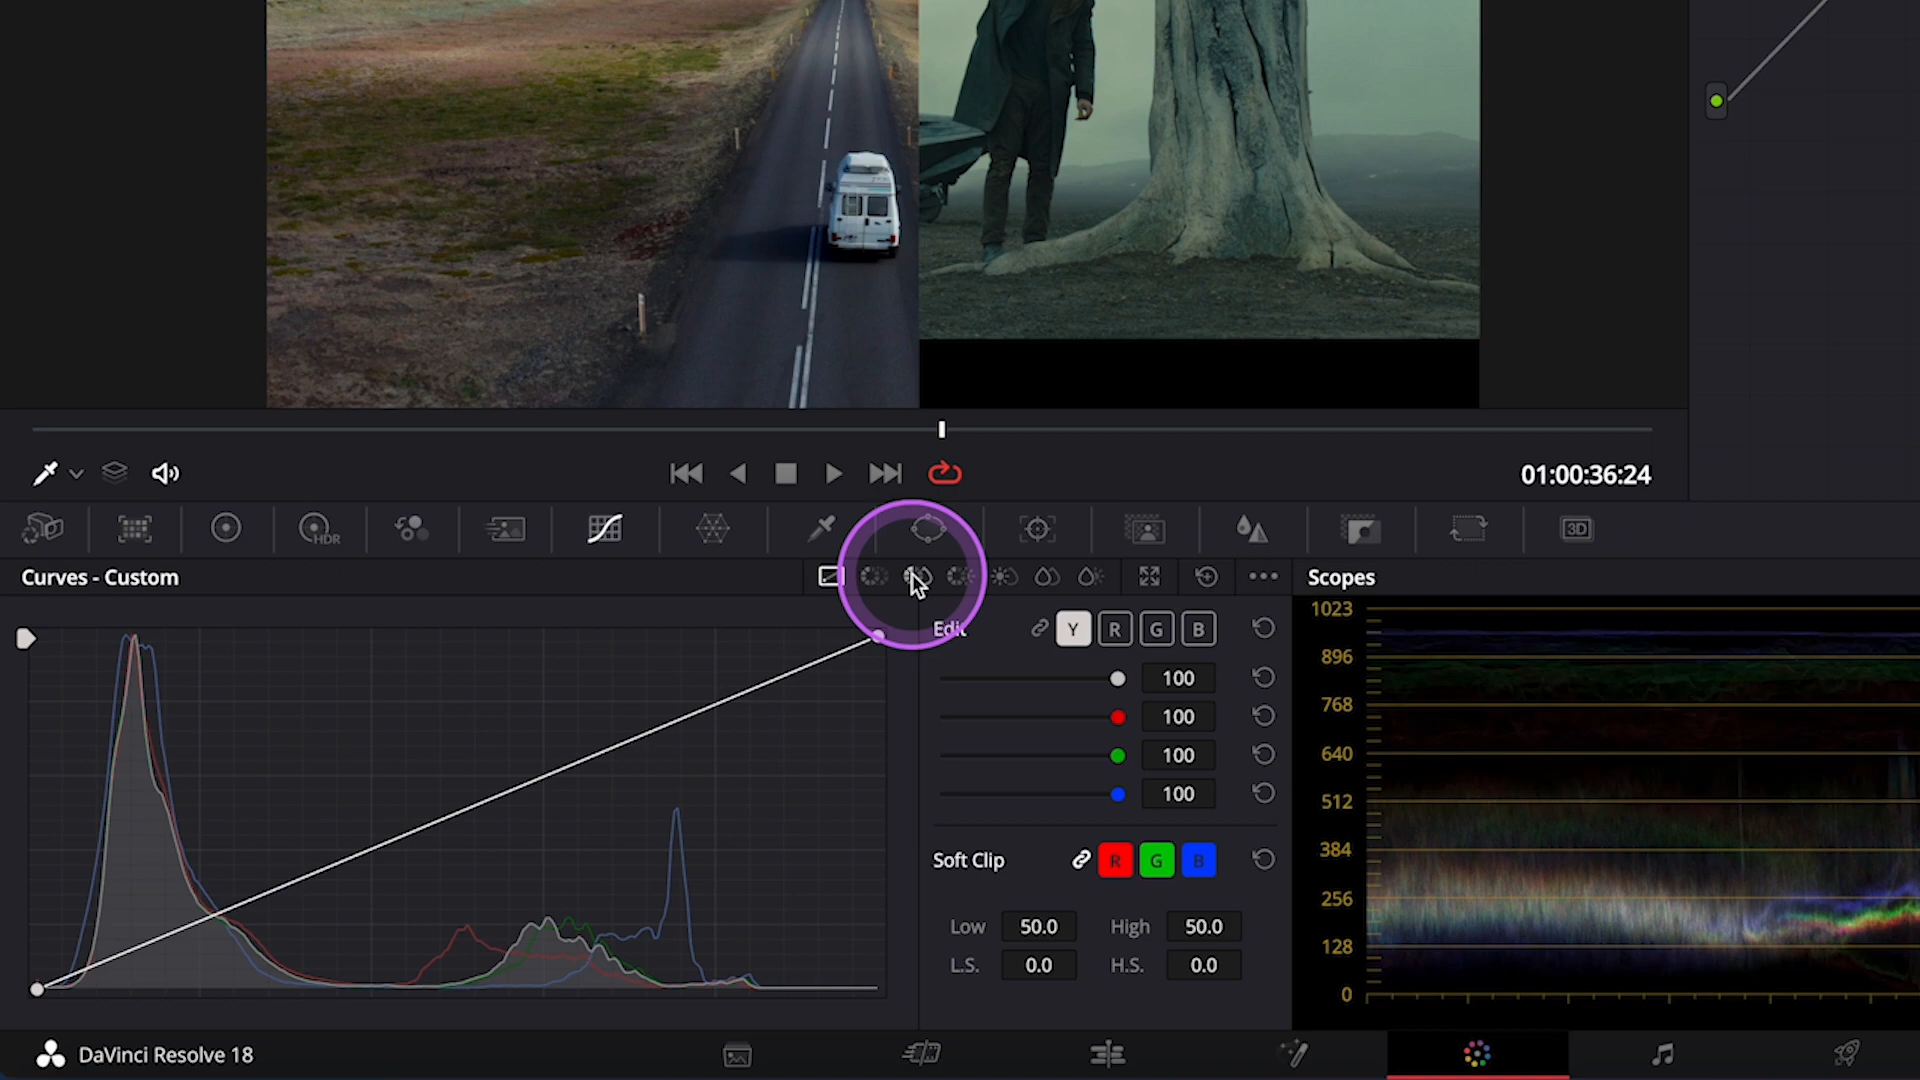 01:00:36:24
HDR
3D
Curves - Custom
Scopes
Edit
Y R G B
100
100
100
100
Soft Clip
R G B
Low 50.0 High 50.0
L.S. 0.0 H.S. 0.0
1023
896
768
640
512
384
256
128
0
DaVinci Resolve 18